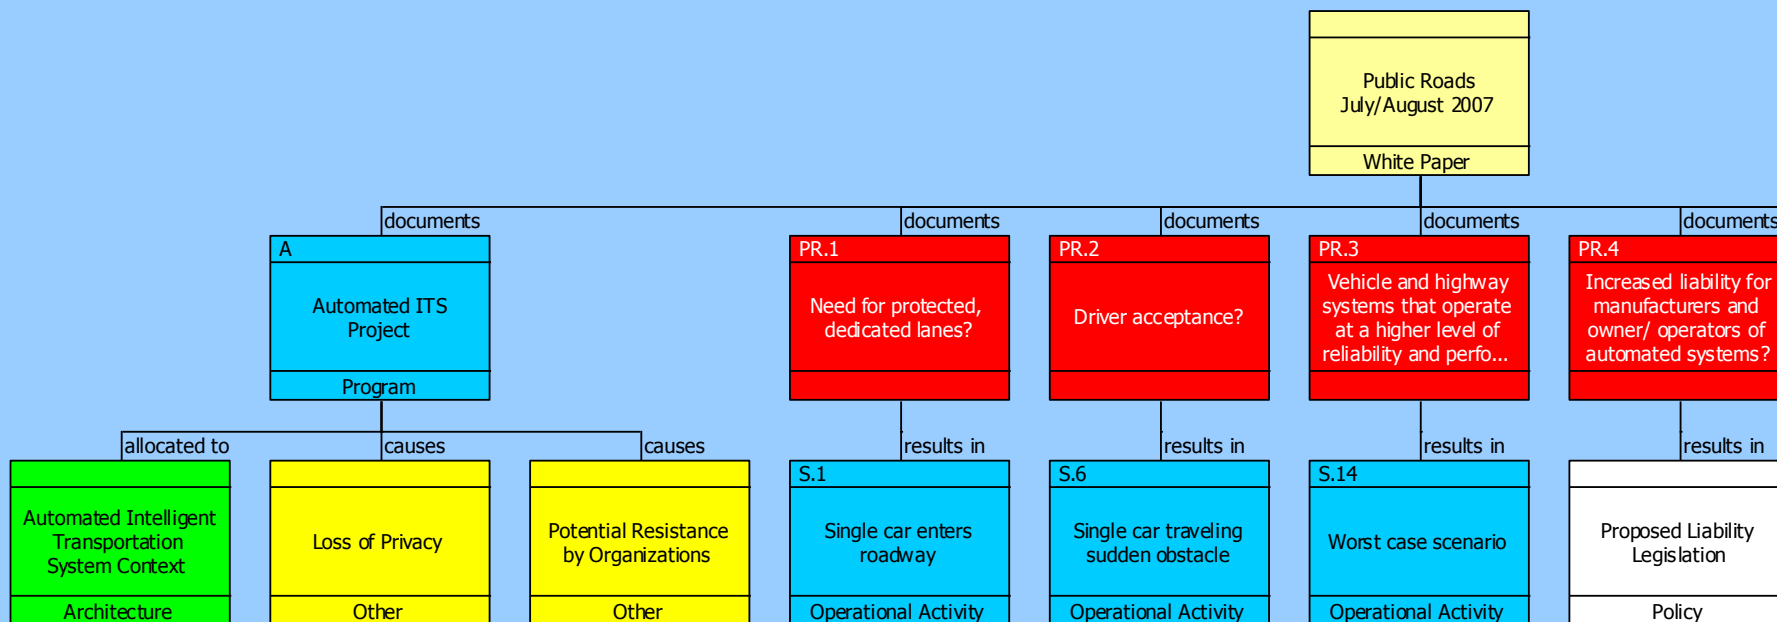 Public Roads
July/August 2007
White Paper
documents
documents
documents
documents
documents
A
Automated ITS
Project
Program
PR.1
Need for protected,
dedicated lanes?
PR.2
Driver acceptance?
PR.3
Vehicle and highway
systems that operate
at a higher level of
reliability and perfo...
PR.4
Increased liability for
manufacturers and
owner/ operators of
automated systems?
allocated to
causes
causes
results in
results in
results in
results in
Automated Intelligent
Transportation
System Context
Architecture
Loss of Privacy
Other
Potential Resistance
by Organizations
Other
S.1
Single car enters
roadway
Operational Activity
S.6
Single car traveling
sudden obstacle
Operational Activity
S.14
Worst case scenario
Operational Activity
Proposed Liability
Legislation
Policy